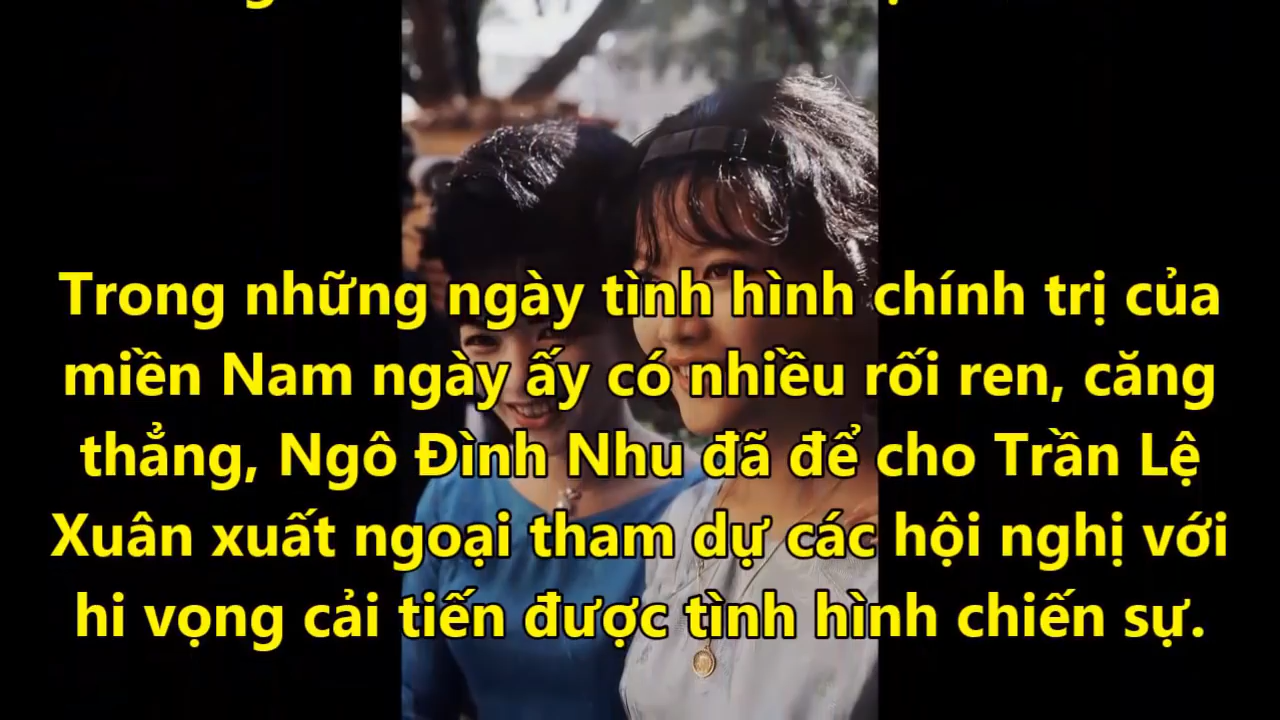 Trong những ngày tình hình chính trị của
miền Nam ngày ấy có nhiều rối ren, căng
thẳng, Ngô Đình Nhu đã để cho Trần Lệ
Xuân xuất ngoại tham dự các hội nghị với
hi vọng cải tiến được tình hình chiến sự.